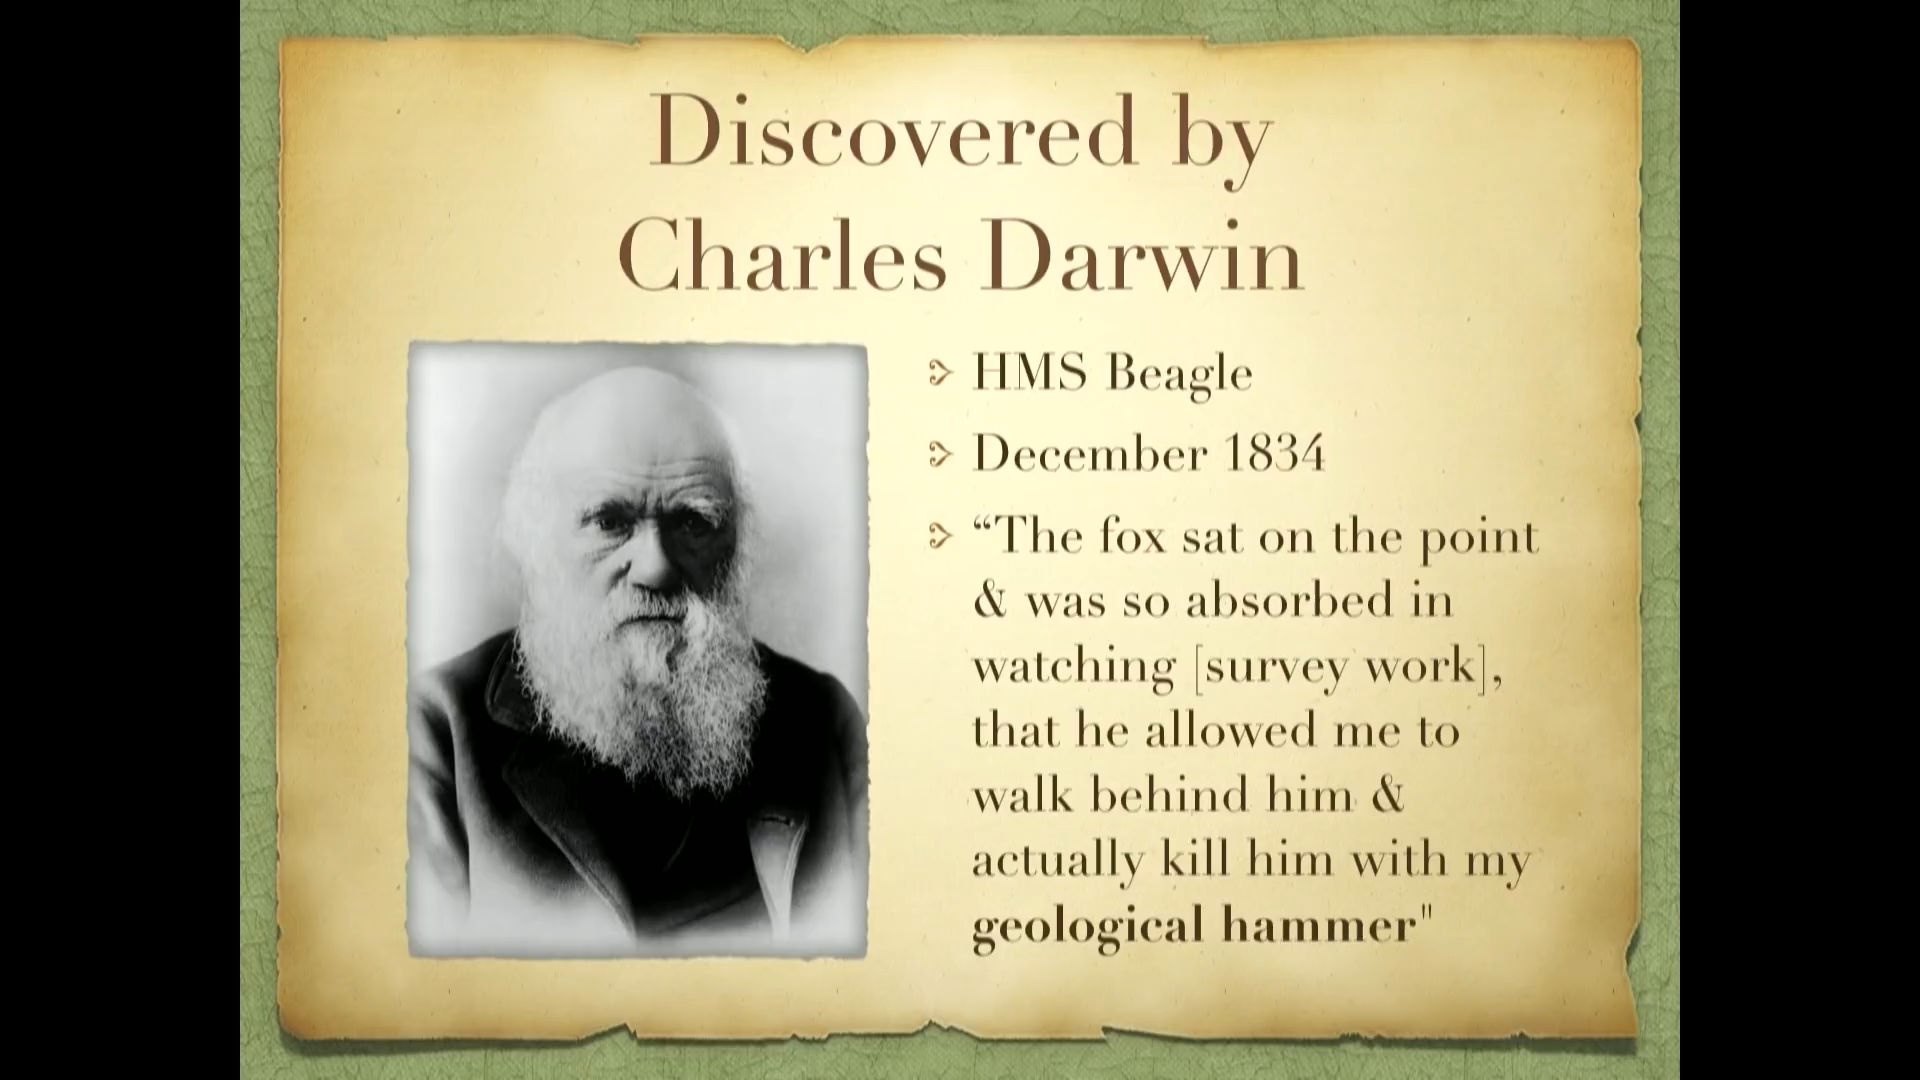 Discovered by
Charles Darwin
HMS Beagle
December 1834
“The fox sat on the point
& was so absorbed in
watching [survey work],
that he allowed me to
walk behind him &
actually kill him with my
geological hammer"